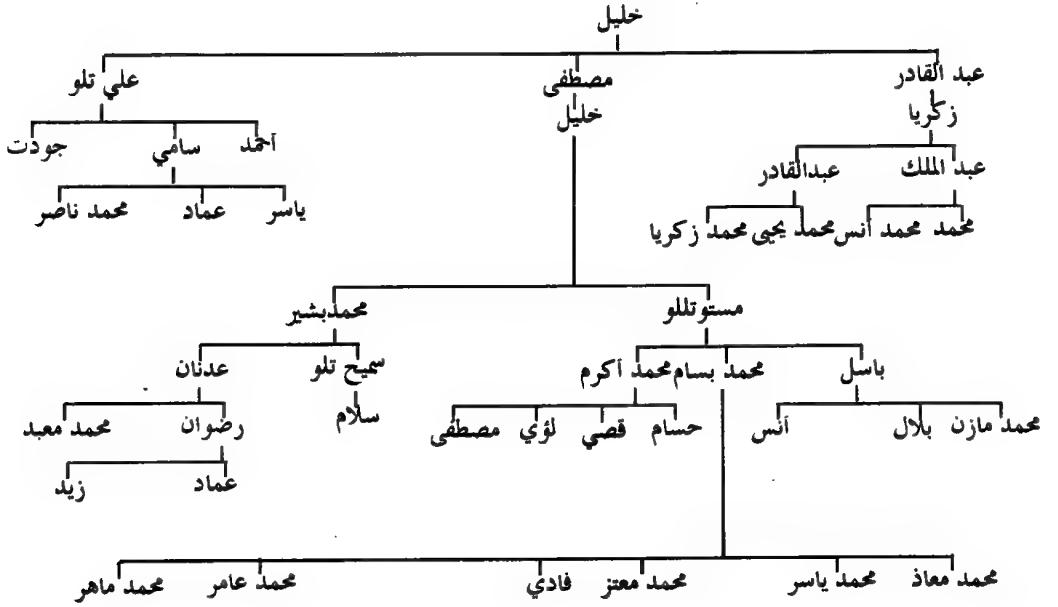 خليل
عبد القادر مصطفى علي تلو
زكريا خليل
أحمد سامي جودت
عبد الملك عبدالقادر
ياسر عماد محمد ناصر
محمد محمد أنس محمد يحيى محمد زكريا
مستوتللو محمدبشير
باسل محمد بسام محمد أكرم سميح تلو عدنان
محمد مازن بلال أنس حسام قصي لؤي مصطفى سلام رضوان محمد معبد
عماد زيد
محمد معاذ محمد ياسر محمد معتز فادي محمد عامر محمد ماهر